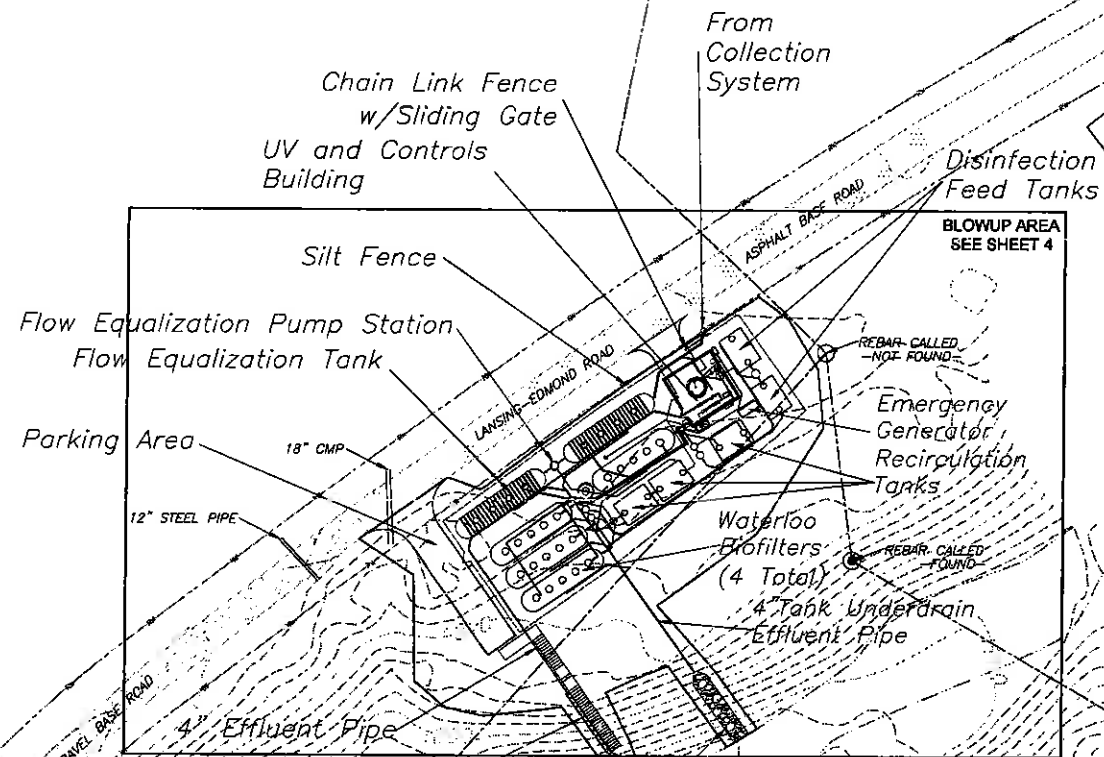 From
Collection
System
Chain Link Fence
w/Sliding Gate
UV and Controls
Building
Disinfection
Feed Tanks
ASPHALT BASE ROAD
BLOWUP AREA
SEE SHEET 4
Silt Fence
Flow Equalization Pump Station
Flow Equalization Tank
LANSING-EDMOND ROAD
REBAR CALLED
NOT FOUND
Parking Area
18" CMP
12" STEEL PIPE
Emergency
Generator
Recirculation
Tanks
Waterloo
Biofilters
(4 Total)
REBAR CALLED
FOUND
4" Tank Underdrain
Effluent Pipe
4" Effluent Pipe
AVEL BASE ROAD